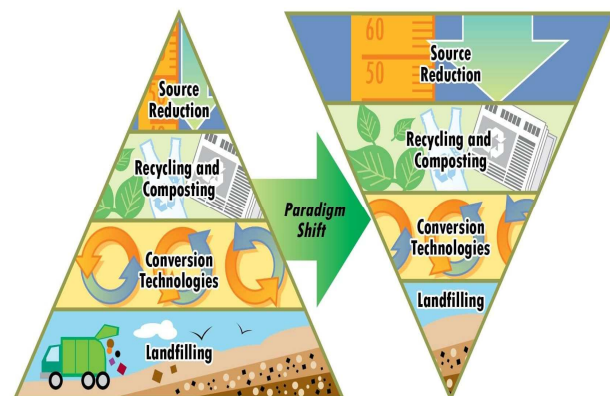 Source
Reduction
Recycling and
Composting
Conversion
Technologies
Landfilling
Paradigm
Shift
60
50
Source
Reduction
Recycling and
Composting
Conversion
Technologies
Landfilling